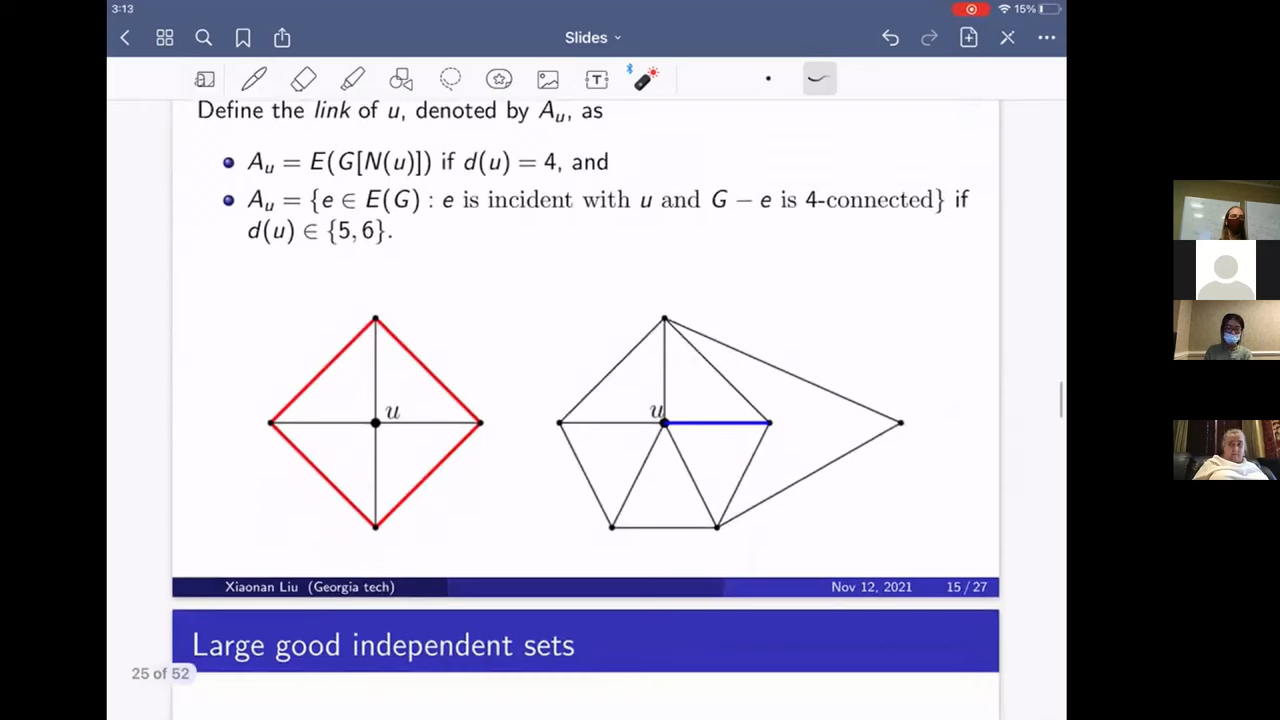 3:13
15%
Slides
Define the link of u, denoted by A_u, as
A_u = E(G[N(u)]) if d(u) = 4, and
A_u = {e ∈ E(G) : e is incident with u and G − e is 4-connected} if
d(u) ∈ {5, 6}.
u
u
Xiaonan Liu (Georgia tech)
Nov 12, 2021
15 / 27
Large good independent sets
25 of 52